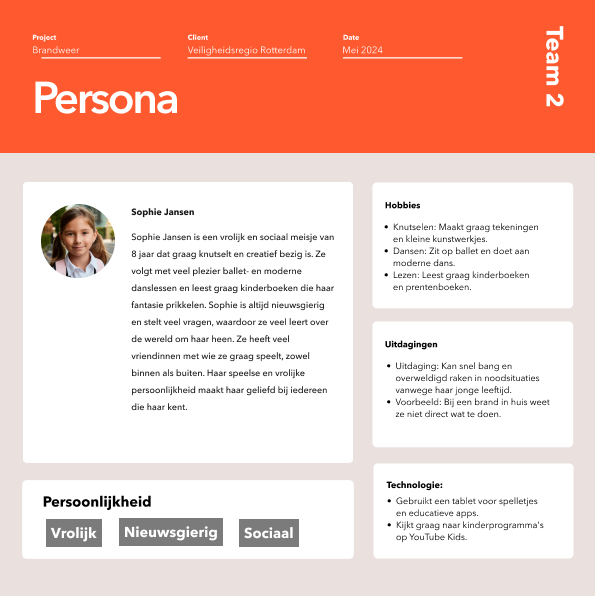 Project
Brandweer
Client
Veiligheidsregio Rotterdam
Date
Mei 2024
Team 2
Persona
Sophie Jansen
Sophie Jansen is een vrolijk en sociaal meisje van
8 jaar dat graag knutselt en creatief bezig is. Ze
volgt met veel plezier ballet- en moderne
danslessen en leest graag kinderboeken die haar
fantasie prikkelen. Sophie is altijd nieuwsgierig
en stelt veel vragen, waardoor ze veel leert over
de wereld om haar heen. Ze heeft veel
vriendinnen met wie ze graag speelt, zowel
binnen als buiten. Haar speelse en vrolijke
persoonlijkheid maakt haar geliefd bij iedereen
die haar kent.
Persoonlijkheid
Vrolijk
Nieuwsgierig
Sociaal
Hobbies
• Knutselen: Maakt graag tekeningen
en kleine kunstwerkjes.
• Dansen: Zit op ballet en doet aan
moderne dans.
• Lezen: Leest graag kinderboeken
en prentenboeken.
Uitdagingen
• Uitdaging: Kan snel bang en
overweldigd raken in noodsituaties
vanwege haar jonge leeftijd.
• Voorbeeld: Bij een brand in huis weet
ze niet direct wat te doen.
Technologie:
• Gebruikt een tablet voor spelletjes
en educatieve apps.
• Kijkt graag naar kinderprogramma's
op YouTube Kids.